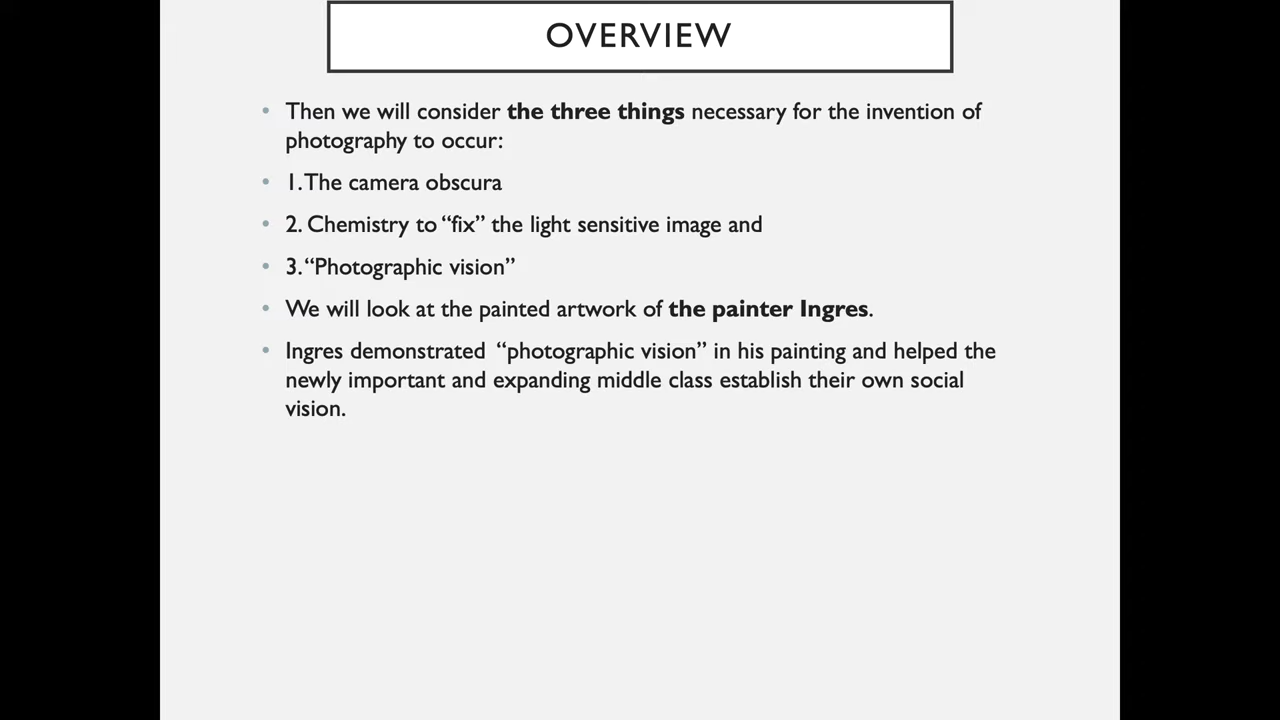 OVERVIEW
• Then we will consider the three things necessary for the invention of
photography to occur:
• 1. The camera obscura
• 2. Chemistry to “fix” the light sensitive image and
• 3. “Photographic vision”
• We will look at the painted artwork of the painter Ingres.
• Ingres demonstrated “photographic vision” in his painting and helped the
newly important and expanding middle class establish their own social
vision.